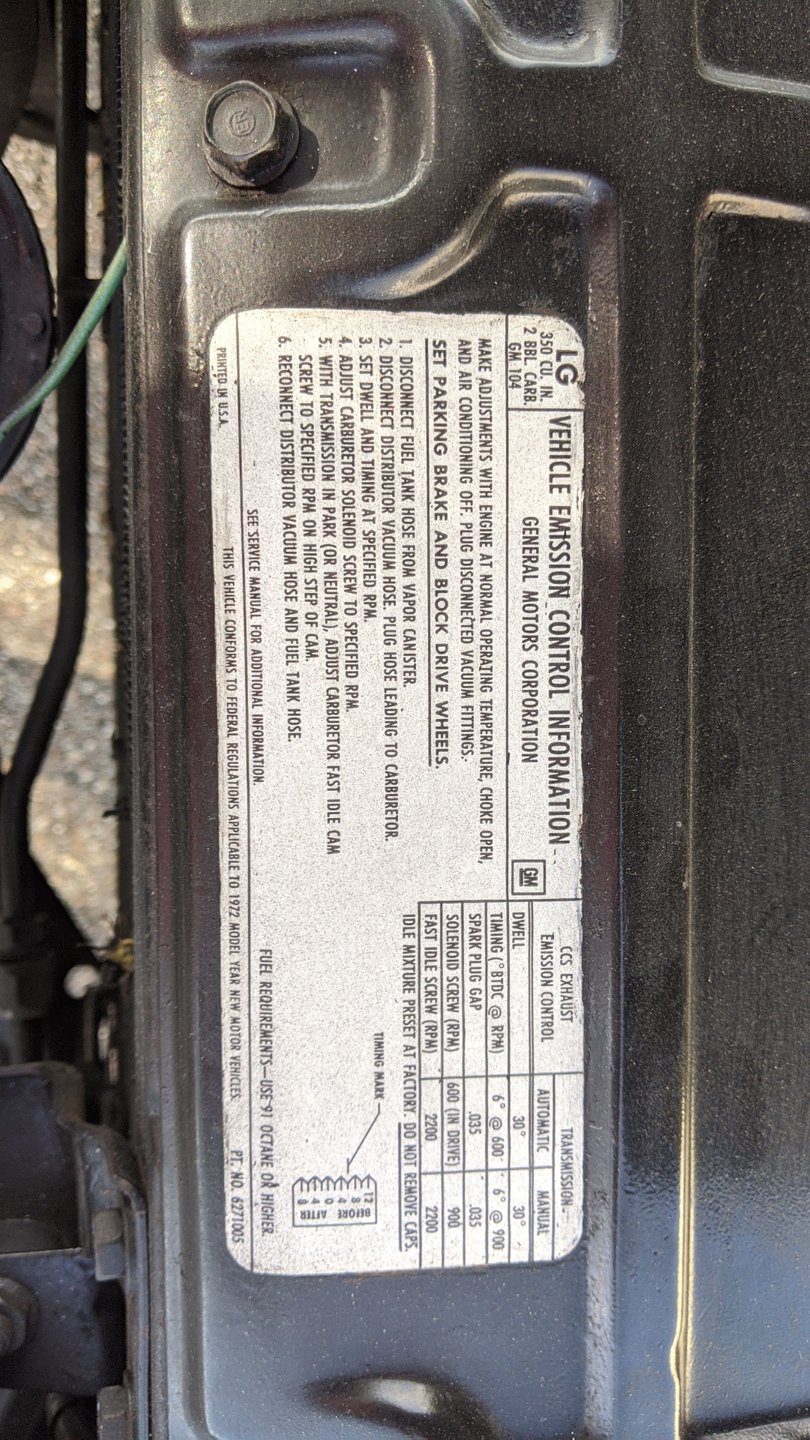 LG
350 CU. IN.
2 BBL. CARB.
GM 104
VEHICLE EMISSION CONTROL INFORMATION
GENERAL MOTORS CORPORATION
GM
MAKE ADJUSTMENTS WITH ENGINE AT NORMAL OPERATING TEMPERATURE, CHOKE OPEN,
AND AIR CONDITIONING OFF. PLUG DISCONNECTED VACUUM FITTINGS.
SET PARKING BRAKE AND BLOCK DRIVE WHEELS.
1. DISCONNECT FUEL TANK HOSE FROM VAPOR CANISTER.
2. DISCONNECT DISTRIBUTOR VACUUM HOSE. PLUG HOSE LEADING TO CARBURETOR.
3. SET DWELL AND TIMING AT SPECIFIED RPM.
4. ADJUST CARBURETOR SOLENOID SCREW TO SPECIFIED RPM.
5. WITH TRANSMISSION IN PARK (OR NEUTRAL), ADJUST CARBURETOR FAST IDLE CAM
SCREW TO SPECIFIED RPM ON HIGH STEP OF CAM.
6. RECONNECT DISTRIBUTOR VACUUM HOSE AND FUEL TANK HOSE.
CCS EXHAUST
EMISSION CONTROL
TRANSMISSION
AUTOMATIC MANUAL
DWELL 30° 30°
TIMING (°BTDC @ RPM) 6° @ 600 6° @ 900
SPARK PLUG GAP .035 .035
SOLENOID SCREW (RPM) 600 (IN DRIVE) 900
FAST IDLE SCREW (RPM) 2200 2200
IDLE MIXTURE PRESET AT FACTORY. DO NOT REMOVE CAPS.
TIMING MARK
12 8 4 0 4 8
BEFORE AFTER
SEE SERVICE MANUAL FOR ADDITIONAL INFORMATION.
FUEL REQUIREMENTS—USE 91 OCTANE OR HIGHER.
PRINTED IN U.S.A.
THIS VEHICLE CONFORMS TO FEDERAL REGULATIONS APPLICABLE TO 1972 MODEL YEAR NEW MOTOR VEHICLES.
PT. NO. 6271005